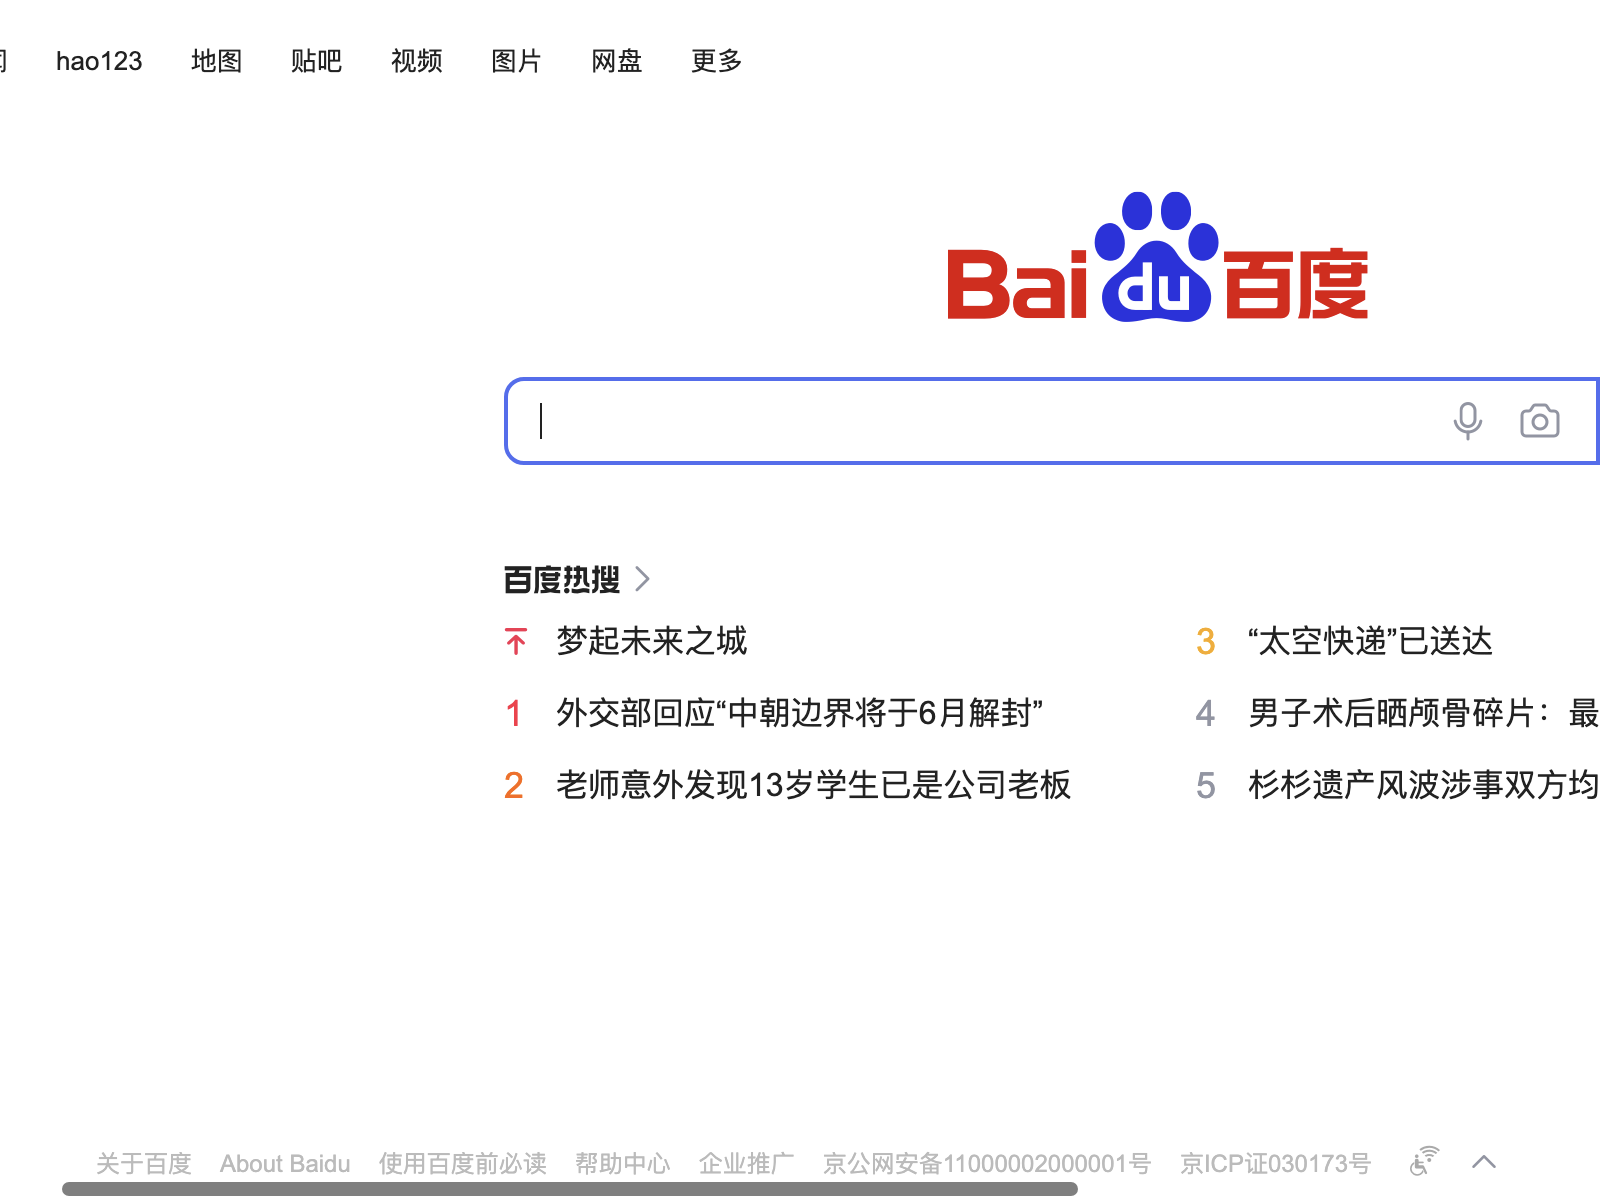 hao123 地图 贴吧 视频 图片 网盘 更多
Bai du 百度
百度热搜
梦起未来之城
1 外交部回应“中朝边界将于6月解封”
2 老师意外发现13岁学生已是公司老板
3 “太空快递”已送达
4 男子术后晒颅骨碎片：最
5 杉杉遗产风波涉事双方均
关于百度 About Baidu 使用百度前必读 帮助中心 企业推广 京公网安备11000002000001号 京ICP证030173号